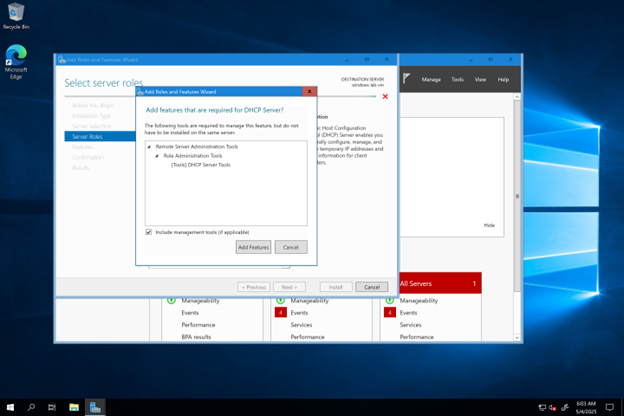 Recycle Bin
Microsoft
Edge
Add Roles and Features Wizard
Select server roles
DESTINATION SERVER
windows lab vm
Before You Begin
Installation Type
Server Selection
Server Roles
Features
Confirmation
Results
Add Roles and Features Wizard
Add features that are required for DHCP Server?
The following tools are required to manage this feature, but do not
have to be installed on the same server.
Remote Server Administration Tools
Role Administration Tools
[Tools] DHCP Server Tools
Include management tools (if applicable)
Add Features
Cancel
Host Configuration
(DHCP) Server enables you
configure, manage, and
temporary IP addresses and
information for client
< Previous
Next >
Install
Cancel
Manage
Tools
View
Help
Hide
All Servers
1
Manageability
Events
Performance
BPA results
Manageability
4
Events
Services
Performance
Manageability
4
Events
Services
Performance
6:03 AM
5/4/2025